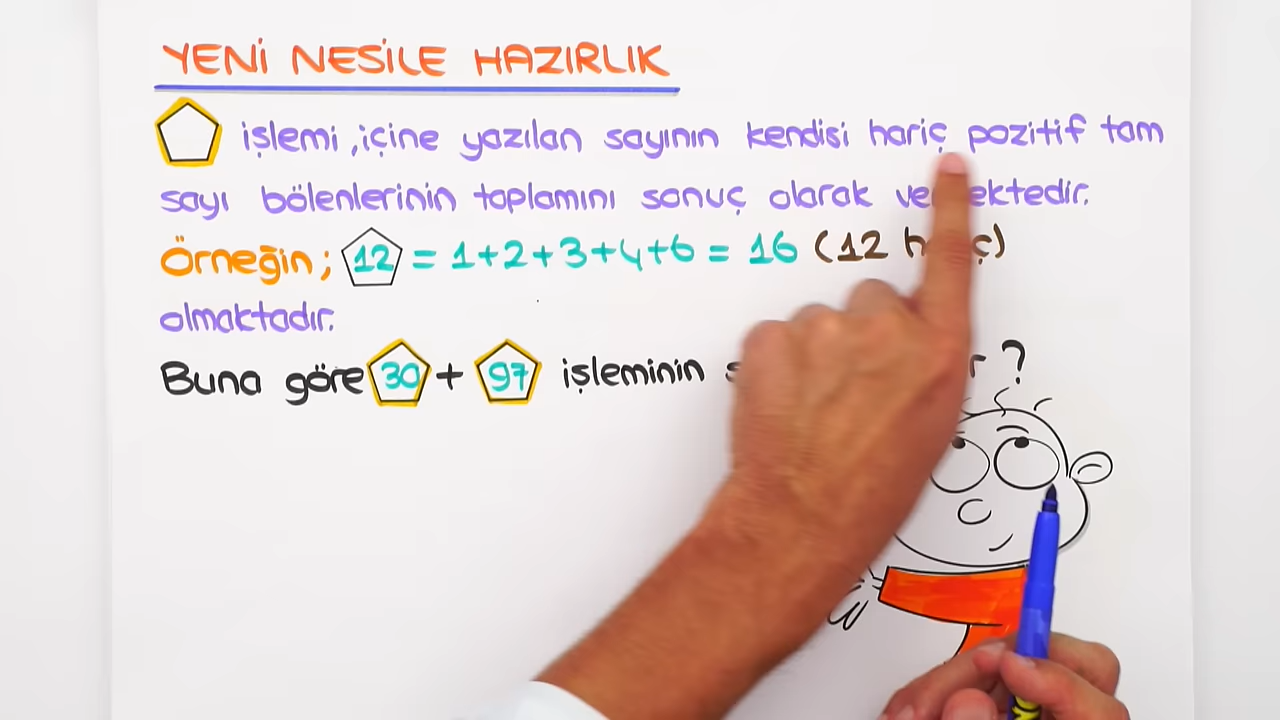 YENİ NESİLE HAZIRLIK
işlemi, içine yazılan sayının kendisi hariç pozitif tam
sayı bölenlerinin toplamını sonuç olarak
Örneğin; 12 = 1+2+3+4+6 = 16 (12
olmaktadır.
Buna göre 30 + 97 işleminin ?